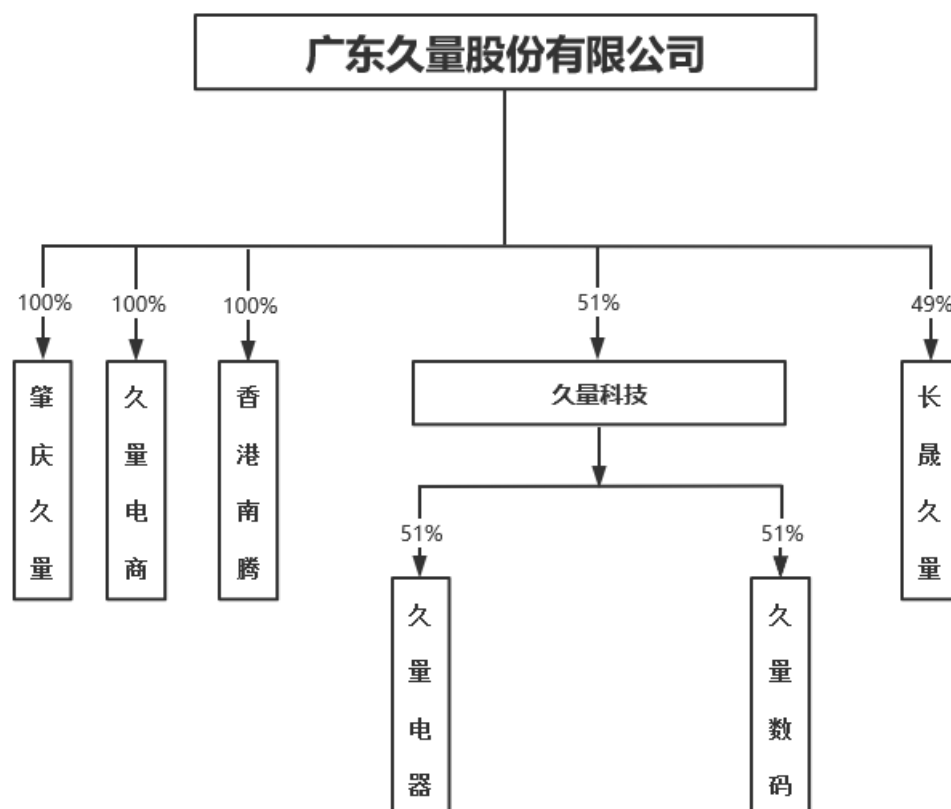 广东久量股份有限公司
100%
100%
100%
51%
49%
肇庆久量
久量电商
香港南腾
久量科技
长晟久量
51%
51%
久量电器
久量数码